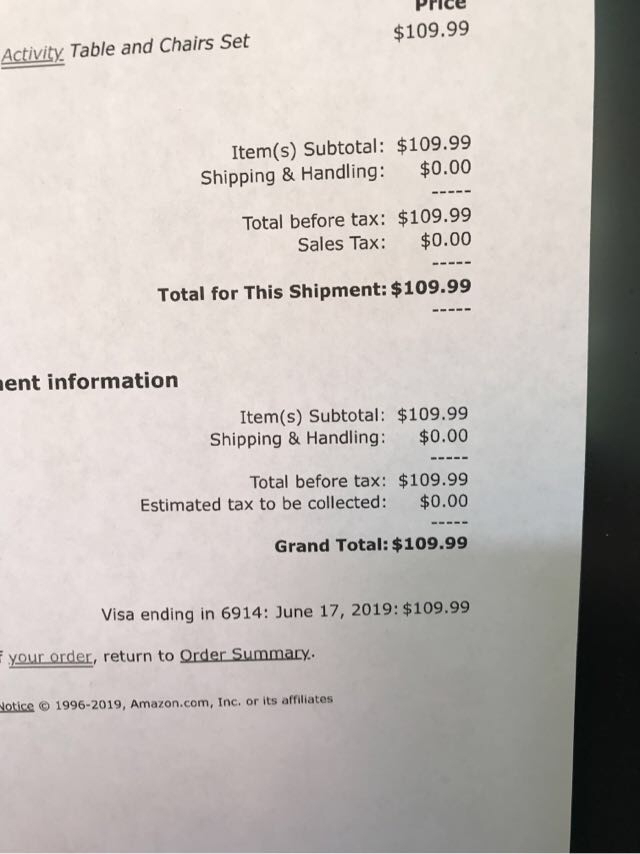 Price
Activity Table and Chairs Set $109.99
Item(s) Subtotal: $109.99
Shipping & Handling: $0.00
-----
Total before tax: $109.99
Sales Tax: $0.00
-----
Total for This Shipment: $109.99
-----
information
Item(s) Subtotal: $109.99
Shipping & Handling: $0.00
-----
Total before tax: $109.99
Estimated tax to be collected: $0.00
-----
Grand Total: $109.99
Visa ending in 6914: June 17, 2019: $109.99
your order, return to Order Summary.
Notice © 1996-2019, Amazon.com, Inc. or its affiliates